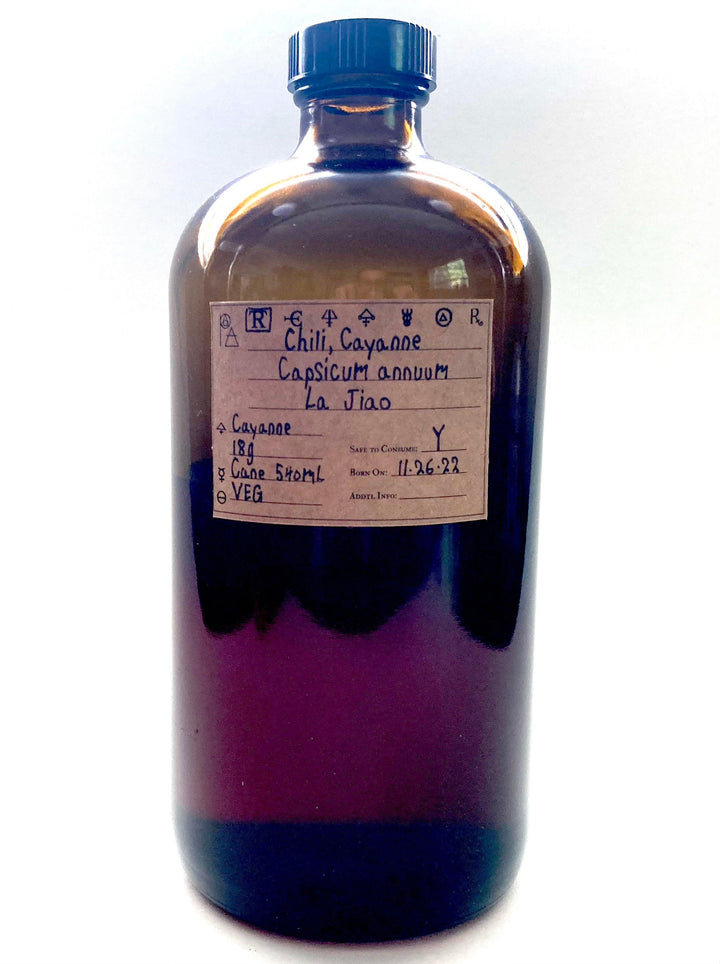 R R
Chili, Cayanne
Capsicum annuum
La Jiao
Cayanne
18g
Cane 540ML
VEG
SAFE TO CONSUME: Y
BORN ON: 11.26.22
ADDTL INFO: